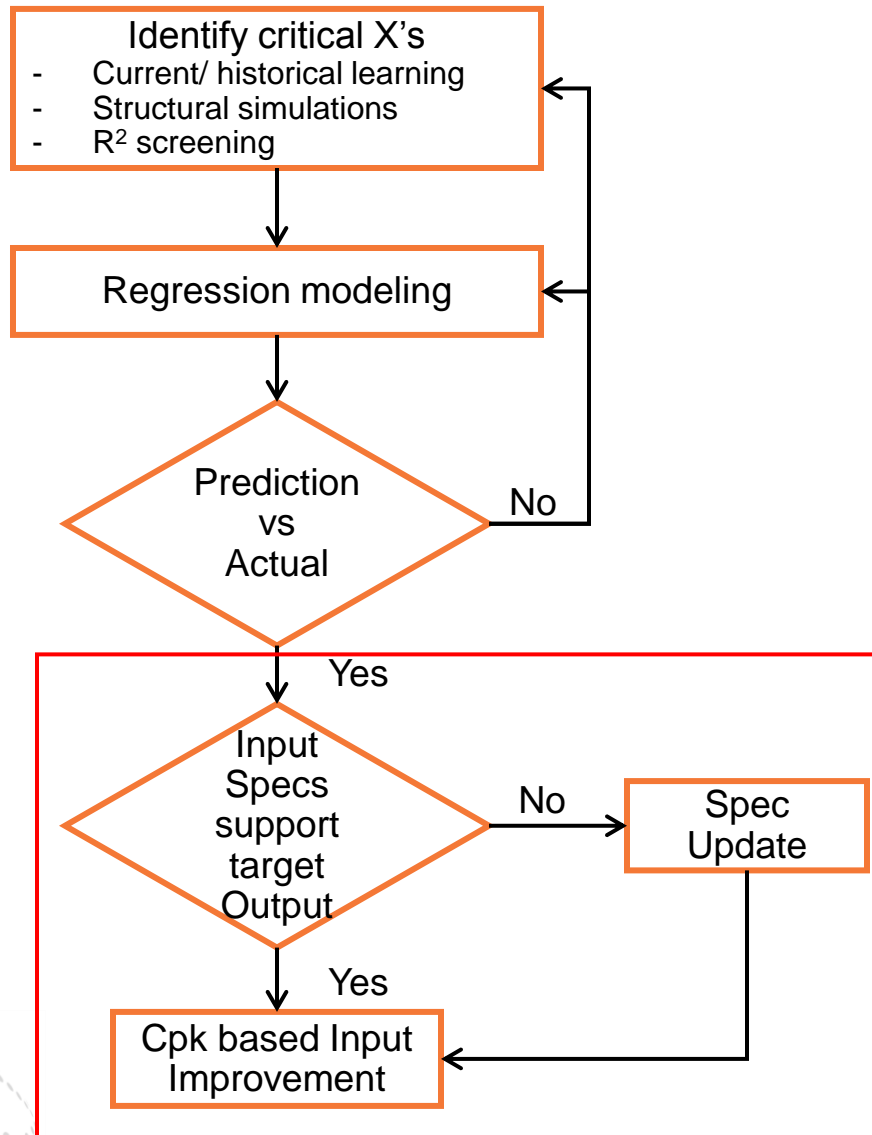 Identify critical X's
- Current/ historical learning
- Structural simulations
- R² screening
Regression modeling
Prediction
vs
Actual
No
Yes
Input
Specs
support
target
Output
No
Spec
Update
Yes
Cpk based Input
Improvement